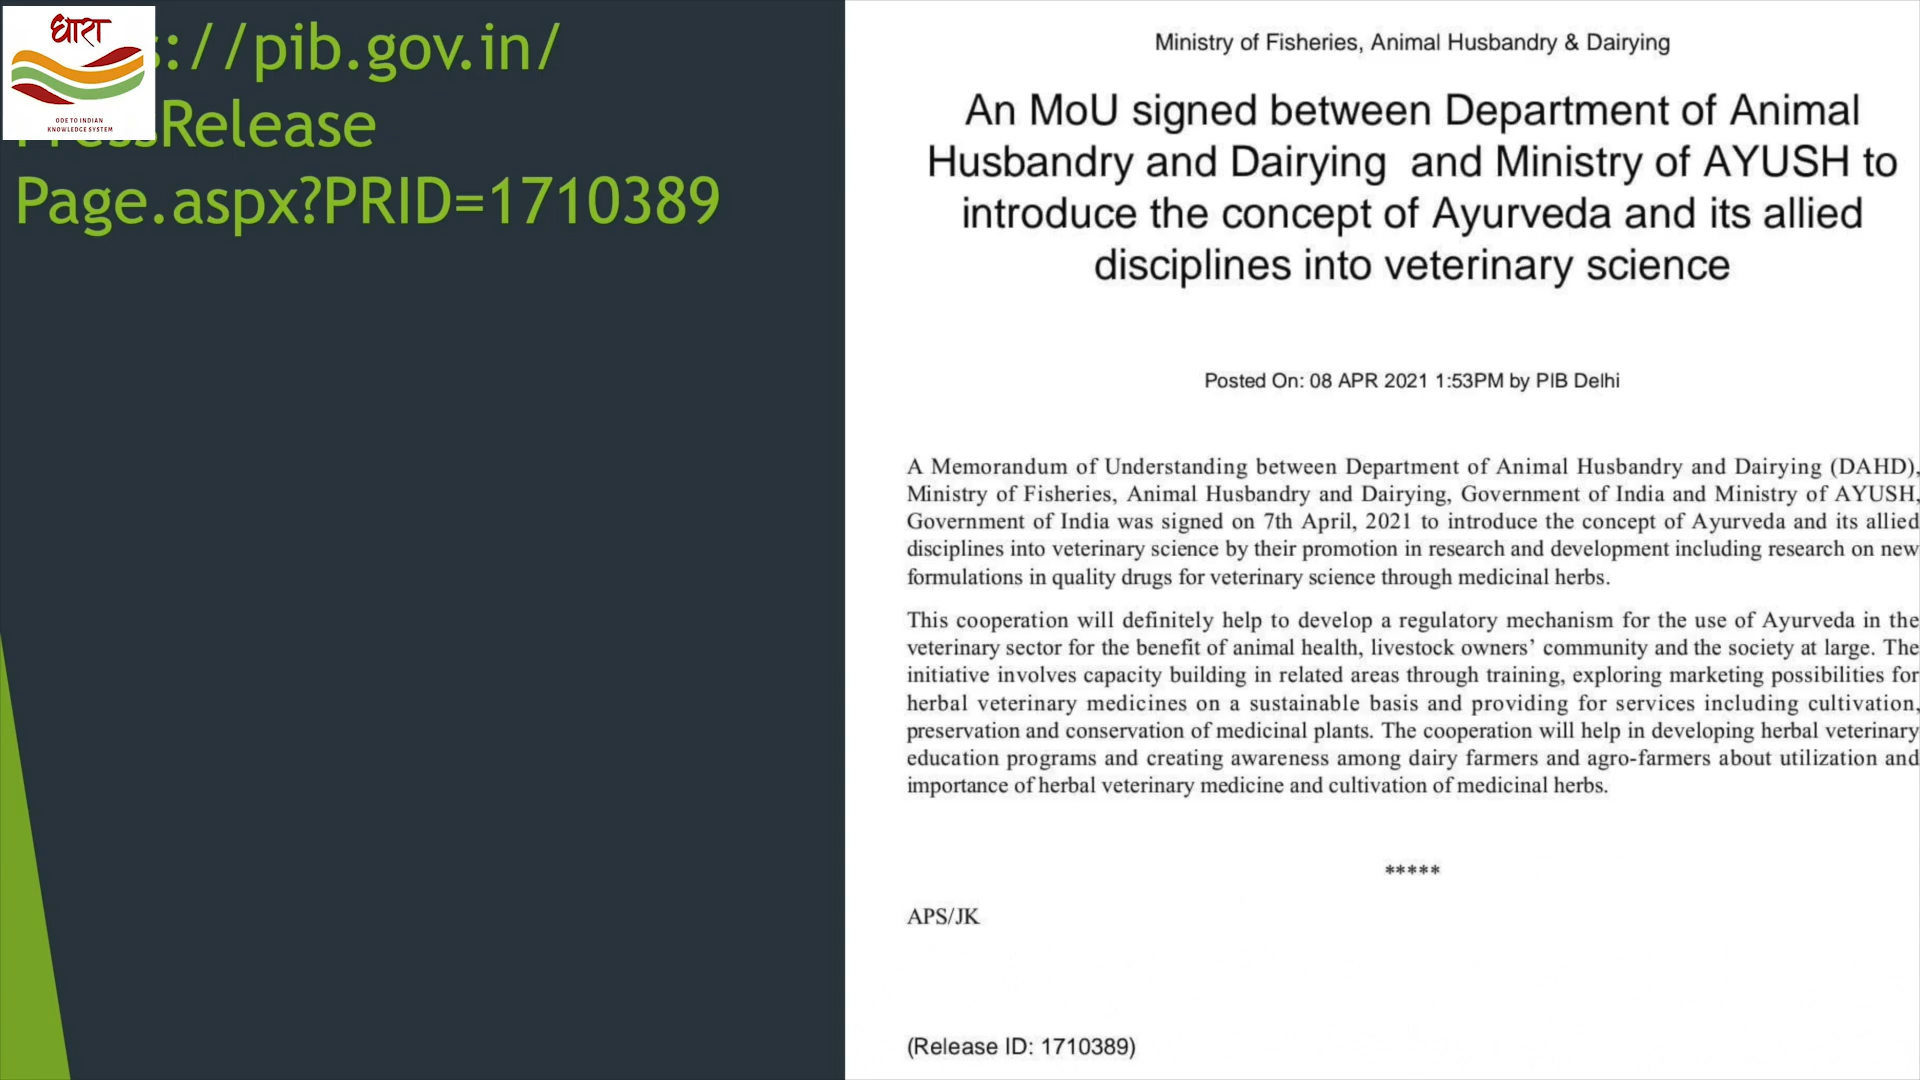 धारा
ODE TO INDIAN
KNOWLEDGE SYSTEM
s://pib.gov.in/
PressRelease
Page.aspx?PRID=1710389
Ministry of Fisheries, Animal Husbandry & Dairying
An MoU signed between Department of Animal
Husbandry and Dairying and Ministry of AYUSH to
introduce the concept of Ayurveda and its allied
disciplines into veterinary science
Posted On: 08 APR 2021 1:53PM by PIB Delhi
A Memorandum of Understanding between Department of Animal Husbandry and Dairying (DAHD),
Ministry of Fisheries, Animal Husbandry and Dairying, Government of India and Ministry of AYUSH,
Government of India was signed on 7th April, 2021 to introduce the concept of Ayurveda and its allied
disciplines into veterinary science by their promotion in research and development including research on new
formulations in quality drugs for veterinary science through medicinal herbs.
This cooperation will definitely help to develop a regulatory mechanism for the use of Ayurveda in the
veterinary sector for the benefit of animal health, livestock owners’ community and the society at large. The
initiative involves capacity building in related areas through training, exploring marketing possibilities for
herbal veterinary medicines on a sustainable basis and providing for services including cultivation,
preservation and conservation of medicinal plants. The cooperation will help in developing herbal veterinary
education programs and creating awareness among dairy farmers and agro-farmers about utilization and
importance of herbal veterinary medicine and cultivation of medicinal herbs.
*****
APS/JK
(Release ID: 1710389)